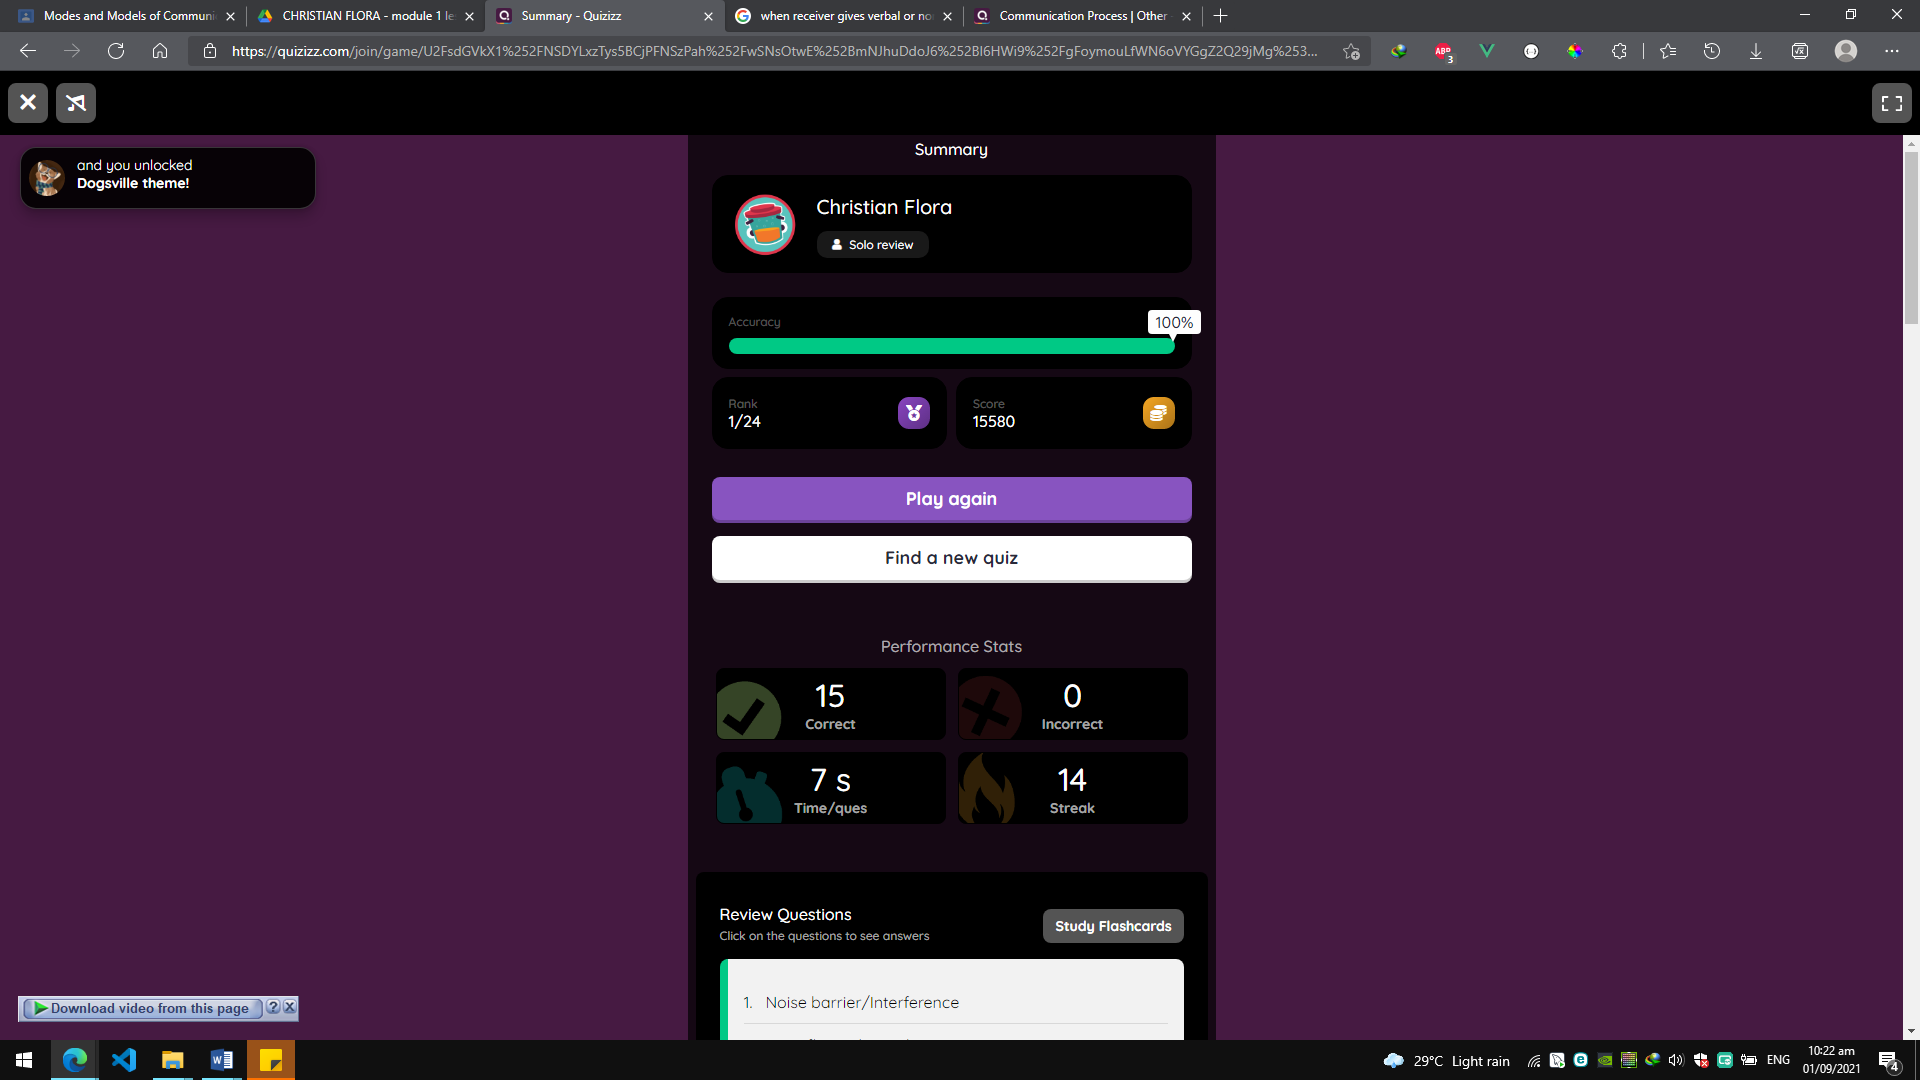 Modes and Models of Communi
CHRISTIAN FLORA - module 1 le
Summary - Quizizz
when receiver gives verbal or no
Communication Process | Other
https://quizizz.com/join/game/U2FsdGVkX1%252FNSDYLxzTys5BCjPFNSzPah%252FwSNsOtwE%252BmNJhuDdoJ6%252BI6HWi9%252FgFoymouLfWN6oVYGgZ2Q29jMg%253...
ABP
3
and you unlocked
Dogsville theme!
Summary
Christian Flora
Solo review
Accuracy
100%
Rank
1/24
Score
15580
Play again
Find a new quiz
Performance Stats
15
Correct
0
Incorrect
7 s
Time/ques
14
Streak
Review Questions
Click on the questions to see answers
Study Flashcards
1. Noise barrier/Interference
Download video from this page
29°C Light rain
ENG
10:22 am
01/09/2021
4